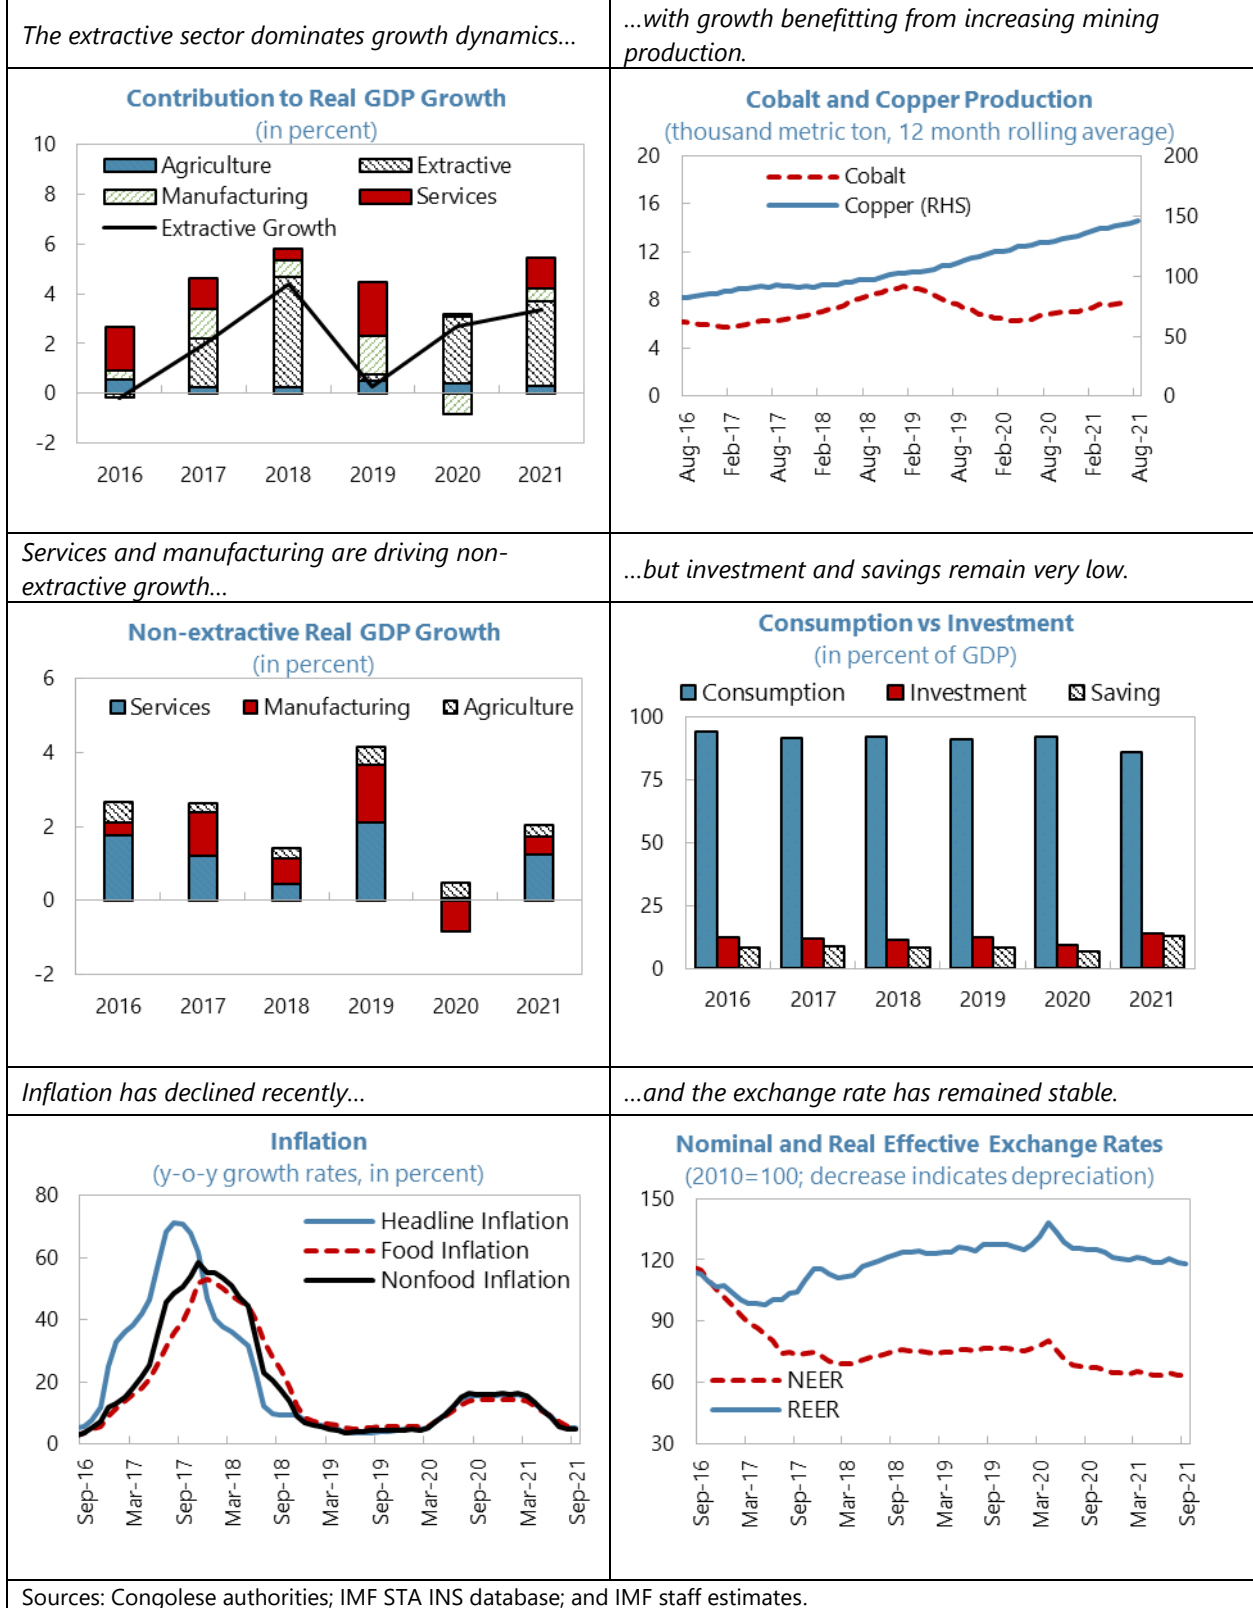 The extractive sector dominates growth dynamics...
...with growth benefitting from increasing mining
production.
Contribution to Real GDP Growth
(in percent)
10
8
6
4
2
0
-2
Agriculture
Extractive
Manufacturing
Services
Extractive Growth
2016
2017
2018
2019
2020
2021
Cobalt and Copper Production
(thousand metric ton, 12 month rolling average)
20
16
12
8
4
0
200
150
100
50
0
Cobalt
Copper (RHS)
Aug-16
Feb-17
Aug-17
Feb-18
Aug-18
Feb-19
Aug-19
Feb-20
Aug-20
Feb-21
Aug-21
Services and manufacturing are driving non-
extractive growth...
...but investment and savings remain very low.
Non-extractive Real GDP Growth
(in percent)
6
4
2
0
-2
Services
Manufacturing
Agriculture
2016
2017
2018
2019
2020
2021
Consumption vs Investment
(in percent of GDP)
Consumption
Investment
Saving
100
75
50
25
0
2016
2017
2018
2019
2020
2021
Inflation has declined recently...
...and the exchange rate has remained stable.
Inflation
(y-o-y growth rates, in percent)
80
60
40
20
0
Headline Inflation
Food Inflation
Nonfood Inflation
Sep-16
Mar-17
Sep-17
Mar-18
Sep-18
Mar-19
Sep-19
Mar-20
Sep-20
Mar-21
Sep-21
Nominal and Real Effective Exchange Rates
(2010=100; decrease indicates depreciation)
150
120
90
60
30
NEER
REER
Sep-16
Mar-17
Sep-17
Mar-18
Sep-18
Mar-19
Sep-19
Mar-20
Sep-20
Mar-21
Sep-21
Sources: Congolese authorities; IMF STA INS database; and IMF staff estimates.